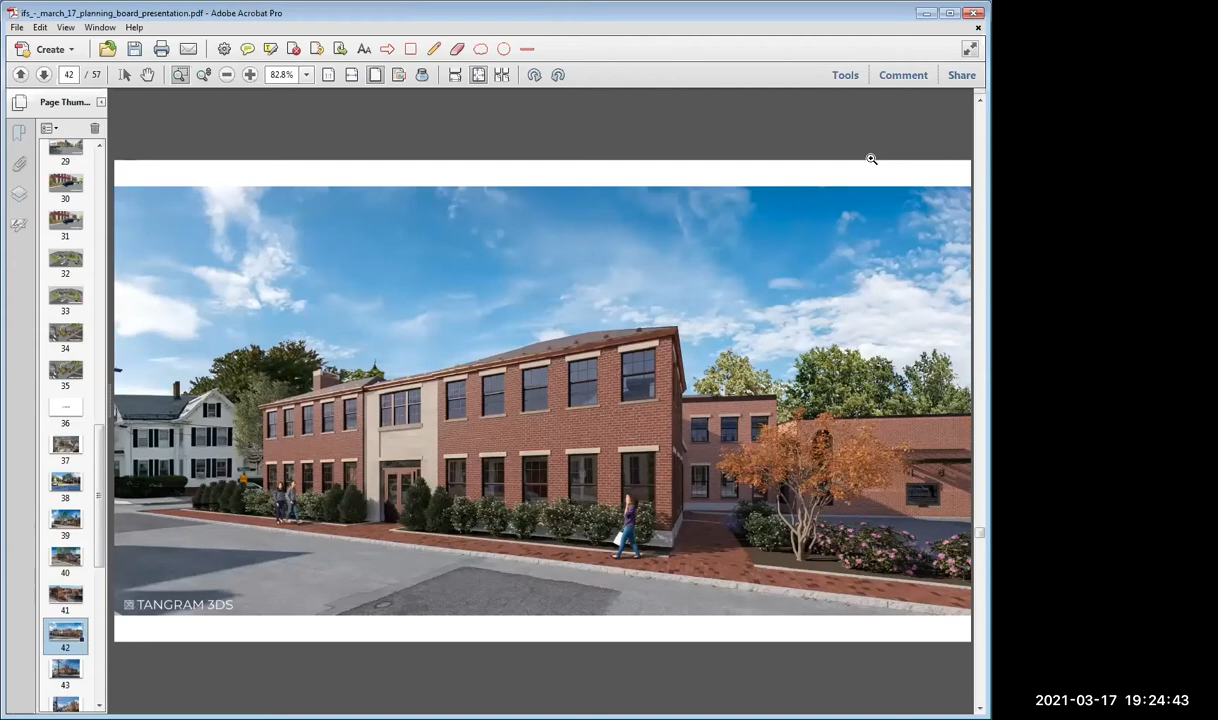 ifs_-_march_17_planning_board_presentation.pdf - Adobe Acrobat Pro
File Edit View Window Help
Create
42 / 57
82.8%
Tools Comment Share
Page Thum...
29
30
31
32
33
34
35
36
37
38
39
40
41
42
43
TANGRAM 3DS
2021-03-17 19:24:43